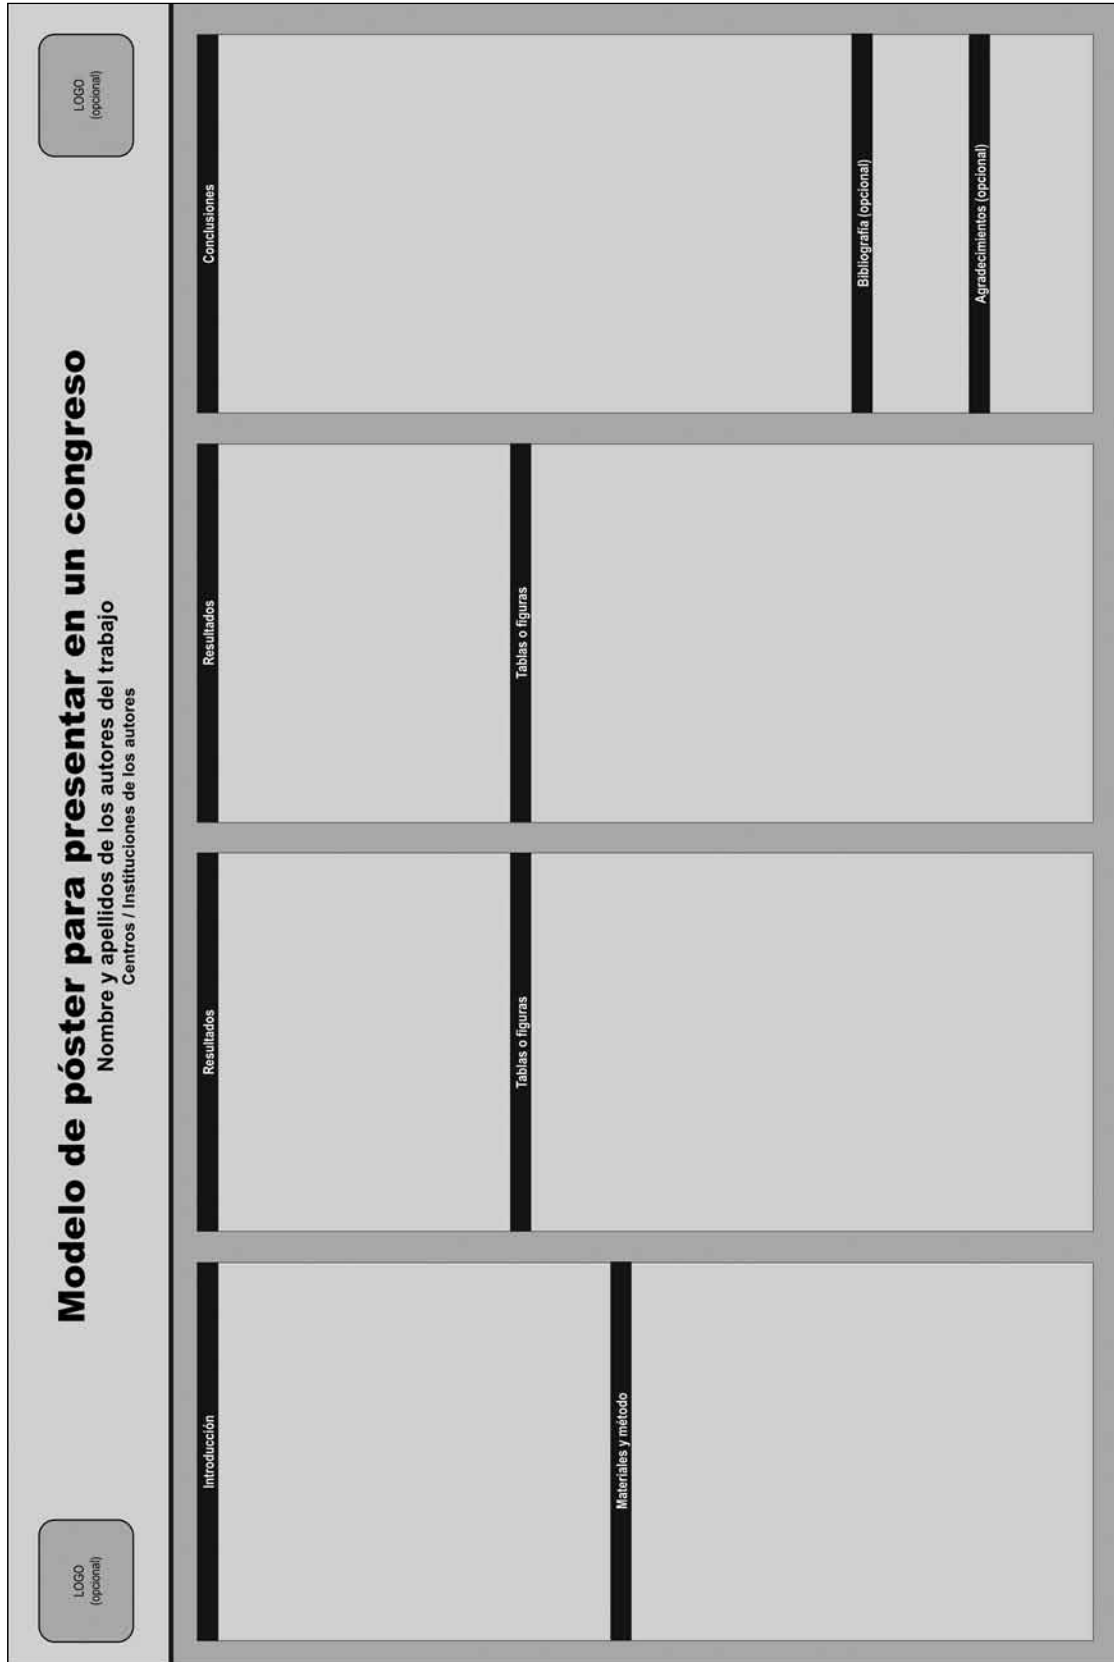 LOGO
(opcional)
Modelo de póster para presentar en un congreso
Nombre y apellidos de los autores del trabajo
Centros / Instituciones de los autores
LOGO
(opcional)
Introducción
Materiales y método
Resultados
Tablas o figuras
Resultados
Tablas o figuras
Conclusiones
Bibliografía (opcional)
Agradecimientos (opcional)